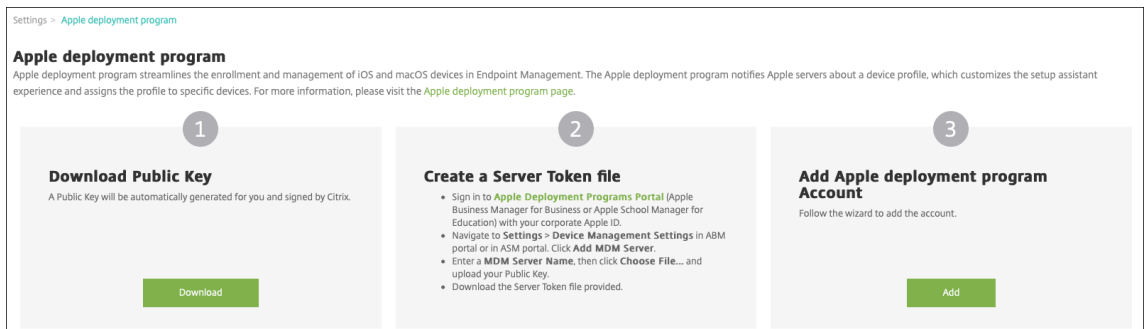 Settings > Apple deployment program
Apple deployment program
Apple deployment program streamlines the enrollment and management of iOS and macOS devices in Endpoint Management. The Apple deployment program notifies Apple servers about a device profile, which customizes the setup assistant
experience and assigns the profile to specific devices. For more information, please visit the Apple deployment program page.
1
Download Public Key
A Public Key will be automatically generated for you and signed by Citrix.
Download
2
Create a Server Token file
• Sign in to Apple Deployment Programs Portal (Apple
Business Manager for Business or Apple School Manager for
Education) with your corporate Apple ID.
• Navigate to Settings > Device Management Settings in ABM
portal or in ASM portal. Click Add MDM Server.
• Enter a MDM Server Name, then click Choose File... and
upload your Public Key.
• Download the Server Token file provided.
3
Add Apple deployment program
Account
Follow the wizard to add the account.
Add